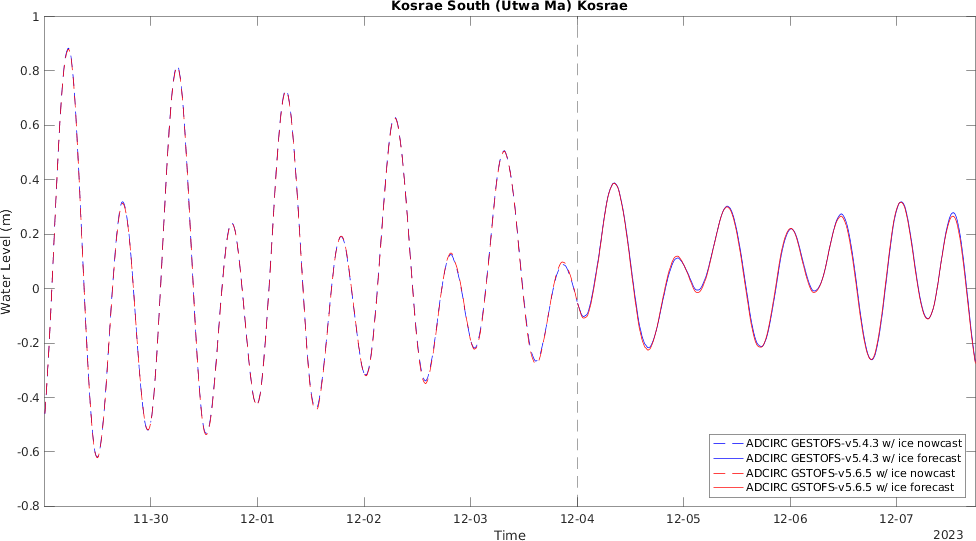 Kosrae South (Utwa Ma) Kosrae
1
0.8
0.6
0.4
0.2
0
-0.2
-0.4
-0.6
-0.8
Water Level (m)
11-30
12-01
12-02
12-03
12-04
12-05
12-06
12-07
Time
2023
ADCIRC GESTOFS-v5.4.3 w/ ice nowcast
ADCIRC GESTOFS-v5.4.3 w/ ice forecast
ADCIRC GSTOFS-v5.6.5 w/ ice nowcast
ADCIRC GSTOFS-v5.6.5 w/ ice forecast